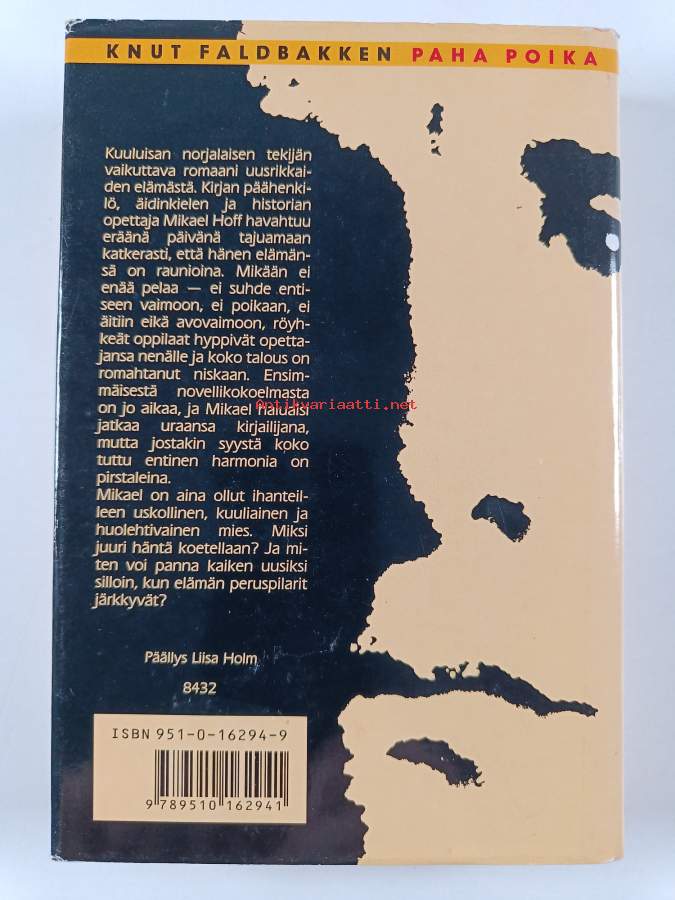 KNUT FALDBAKKEN PAHA POIKA
Kuuluisan norjalaisen tekijän
vaikuttava romaani uusrikkai-
den elämästä. Kirjan päähenki-
lö, äidinkielen ja historian
opettaja Mikael Hoff havahtuu
eräänä päivänä tajuamaan
katkerasti, että hänen elämän-
sä on raunioina. Mikään ei
enää pelaa — ei suhde enti-
seen vaimoon, ei poikaan, ei
äitiin eikä avovaimoon, röyh-
keät oppilaat hyppivät opetta-
jansa nenälle ja koko talous on
romahtanut niskaan. Ensim-
mäisestä novellikokoelmasta
on jo aikaa, ja Mikael haluaisi
jatkaa uraansa kirjailijana,
mutta jostakin syystä koko
tuttu entinen harmonia on
pirstaleina.
Mikael on aina ollut ihanteil-
leen uskollinen, kuuliainen ja
huolehtivainen mies. Miksi
juuri häntä koetellaan? Ja mi-
ten voi panna kaiken uusiksi
silloin, kun elämän peruspilarit
järkkyvät?
Päällys Liisa Holm
8432
ISBN 951-0-16294-9
9 789510 162941
Antikvariaatti.net